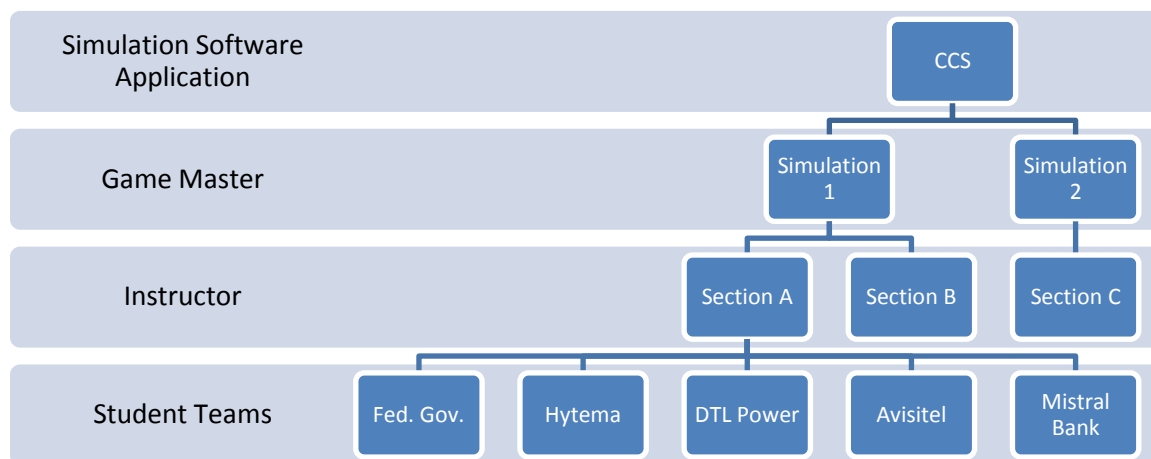 Simulation Software
Application
CCS
Game Master
Simulation
1
Simulation
2
Instructor
Section A
Section B
Section C
Student Teams
Fed. Gov.
Hytema
DTL Power
Avisitel
Mistral
Bank